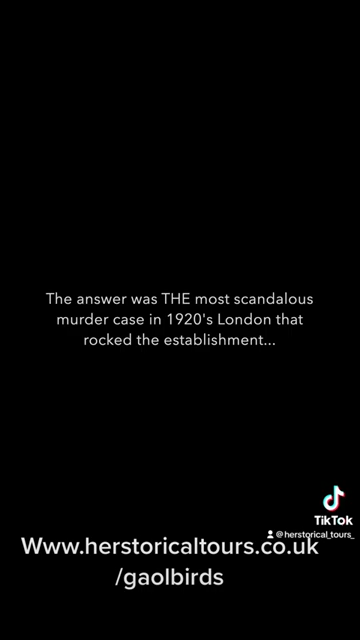 The answer was THE most scandalous
murder case in 1920's London that
rocked the establishment...
TikTok
@herstorical_tours_
Www.herstoricaltours.co.uk
/gaolbirds